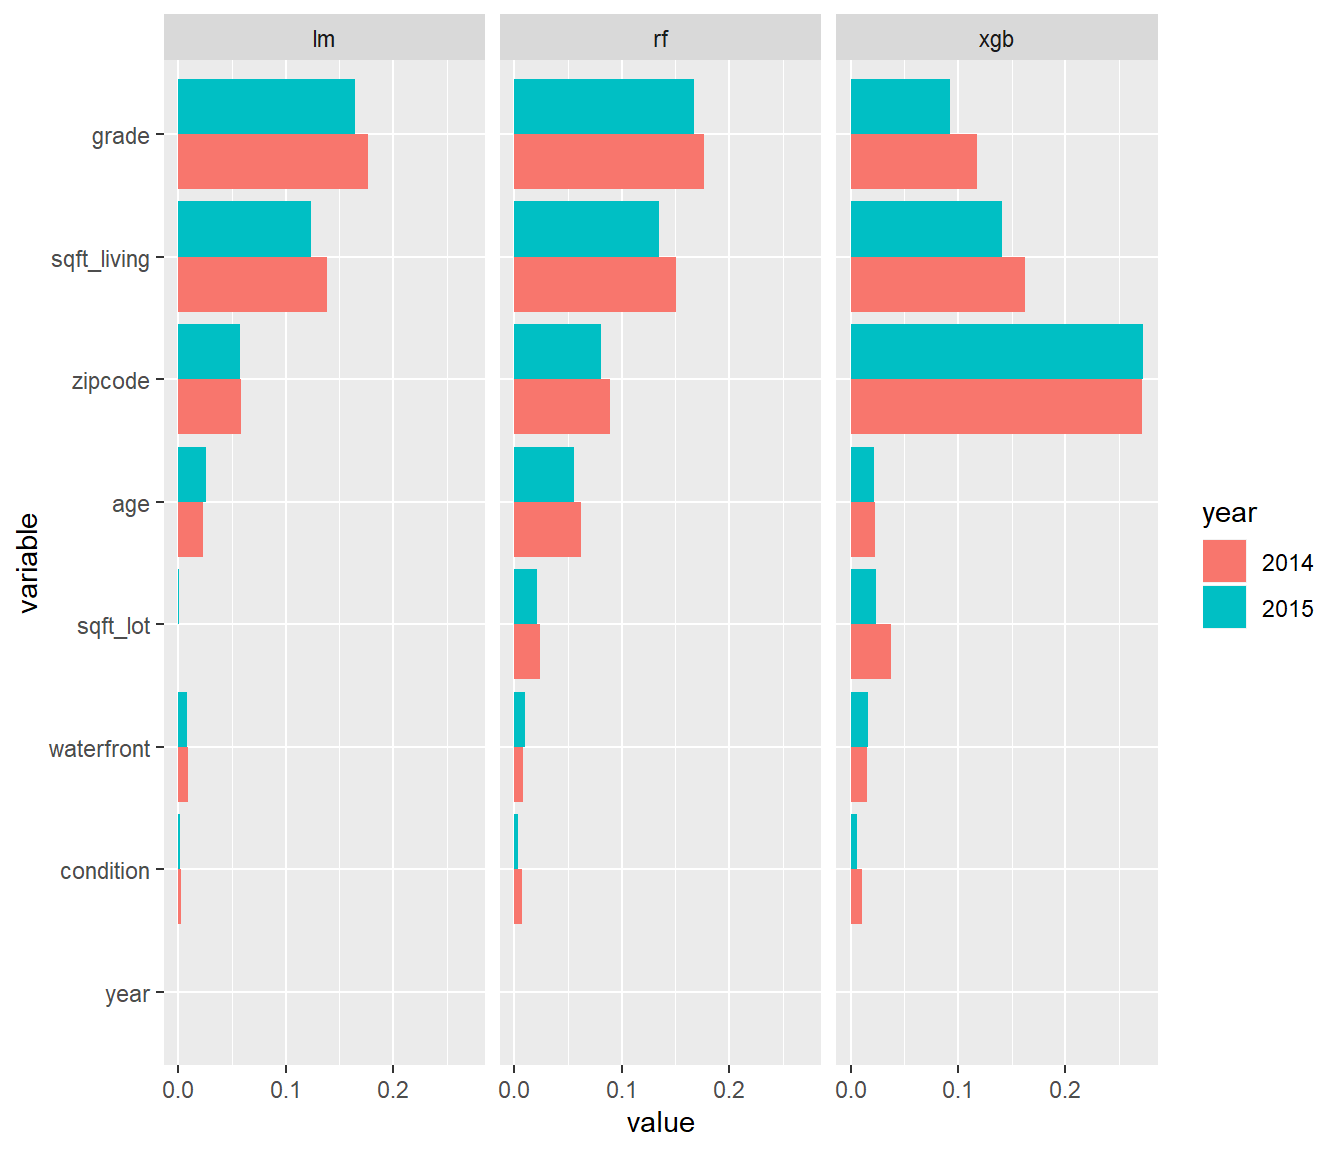 lm
rf
xgb
grade
sqft_living
zipcode
age
sqft_lot
waterfront
condition
year
variable
0.0 0.1 0.2
0.0 0.1 0.2
0.0 0.1 0.2
value
year
2014
2015